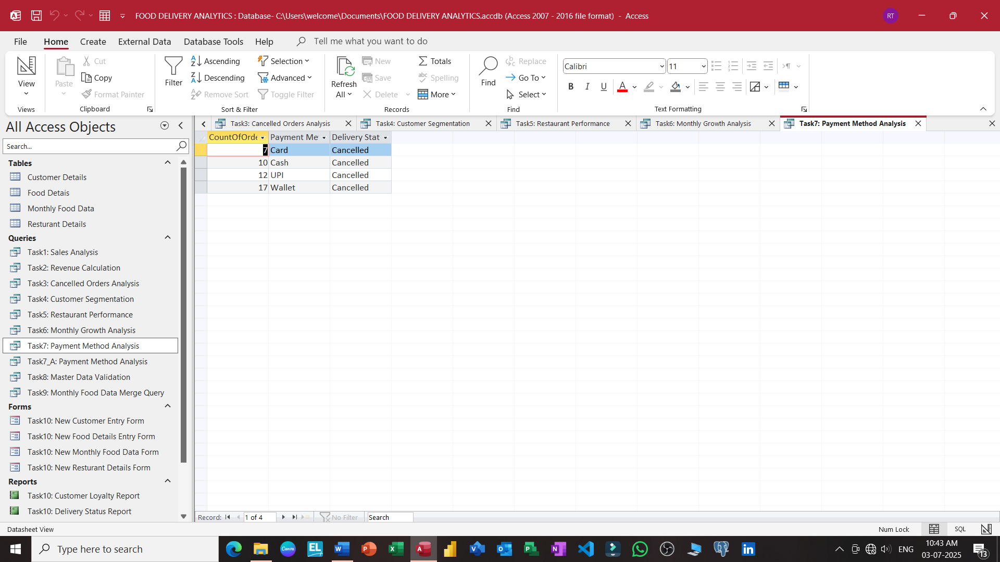 FOOD DELIVERY ANALYTICS : Database- C:\Users\welcome\Documents\FOOD DELIVERY ANALYTICS.accdb (Access 2007 - 2016 file format) - Access
RT
File Home Create External Data Database Tools Help Tell me what you want to do
View
Views
Paste
Cut
Copy
Format Painter
Clipboard
Filter
Ascending
Descending
Remove Sort
Selection
Advanced
Toggle Filter
Sort & Filter
Refresh
All
New
Save
Delete
Totals
Spelling
More
Records
Find
Replace
Go To
Select
Find
Calibri
11
B I U A
Text Formatting
All Access Objects
Search...
Tables
Customer Details
Food Detais
Monthly Food Data
Resturant Details
Queries
Task1: Sales Analysis
Task2: Revenue Calculation
Task3: Cancelled Orders Analysis
Task4: Customer Segmentation
Task5: Restaurant Performance
Task6: Monthly Growth Analysis
Task7: Payment Method Analysis
Task7_A: Payment Method Analysis
Task8: Master Data Validation
Task9: Monthly Food Data Merge Query
Forms
Task10: New Customer Entry Form
Task10: New Food Details Entry Form
Task10: New Monthly Food Data Form
Task10: New Resturant Details Form
Reports
Task10: Customer Loyalty Report
Task10: Delivery Status Report
Task3: Cancelled Orders Analysis
Task4: Customer Segmentation
Task5: Restaurant Performance
Task6: Monthly Growth Analysis
Task7: Payment Method Analysis
CountOfOrde Payment Me Delivery Stat
7 Card Cancelled
10 Cash Cancelled
12 UPI Cancelled
17 Wallet Cancelled
Record: 1 of 4 No Filter Search
Datasheet View
Num Lock
SQL
Type here to search
Canva
EL
ENG
10:43 AM
03-07-2025
13